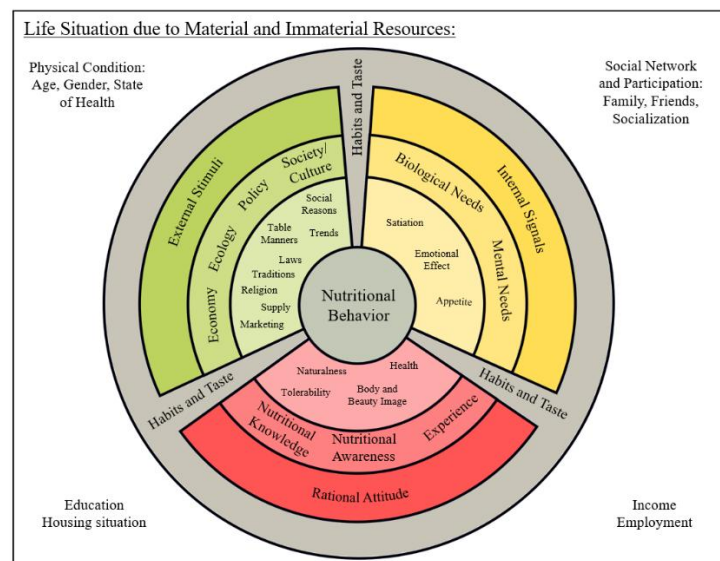 Life Situation due to Material and Immaterial Resources:
Physical Condition:
Age, Gender, State
of Health
Social Network
and Participation:
Family, Friends,
Socialization
Habits and Taste
External Stimuli
Economy
Ecology
Policy
Society/
Culture
Social
Reasons
Table
Manners
Trends
Laws
Traditions
Religion
Supply
Marketing
Internal Signals
Biological Needs
Mental Needs
Satiation
Emotional
Effect
Appetite
Nutritional
Behavior
Habits and Taste
Habits and Taste
Naturalness
Health
Tolerability
Body and
Beauty Image
Nutritional
Knowledge
Nutritional
Awareness
Experience
Rational Attitude
Education
Housing situation
Income
Employment